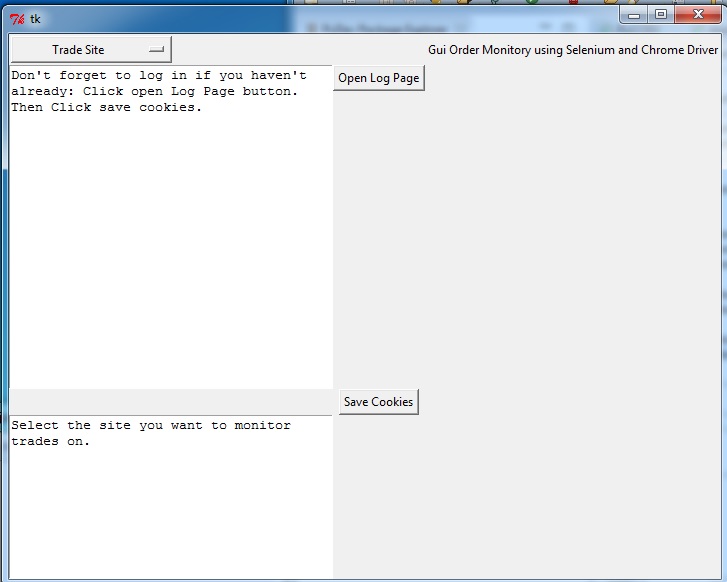 tk
Trade Site
Gui Order Monitory using Selenium and Chrome Driver
Don't forget to log in if you haven't
already: Click open Log Page button.
Then Click save cookies.
Open Log Page
Save Cookies
Select the site you want to monitor
trades on.